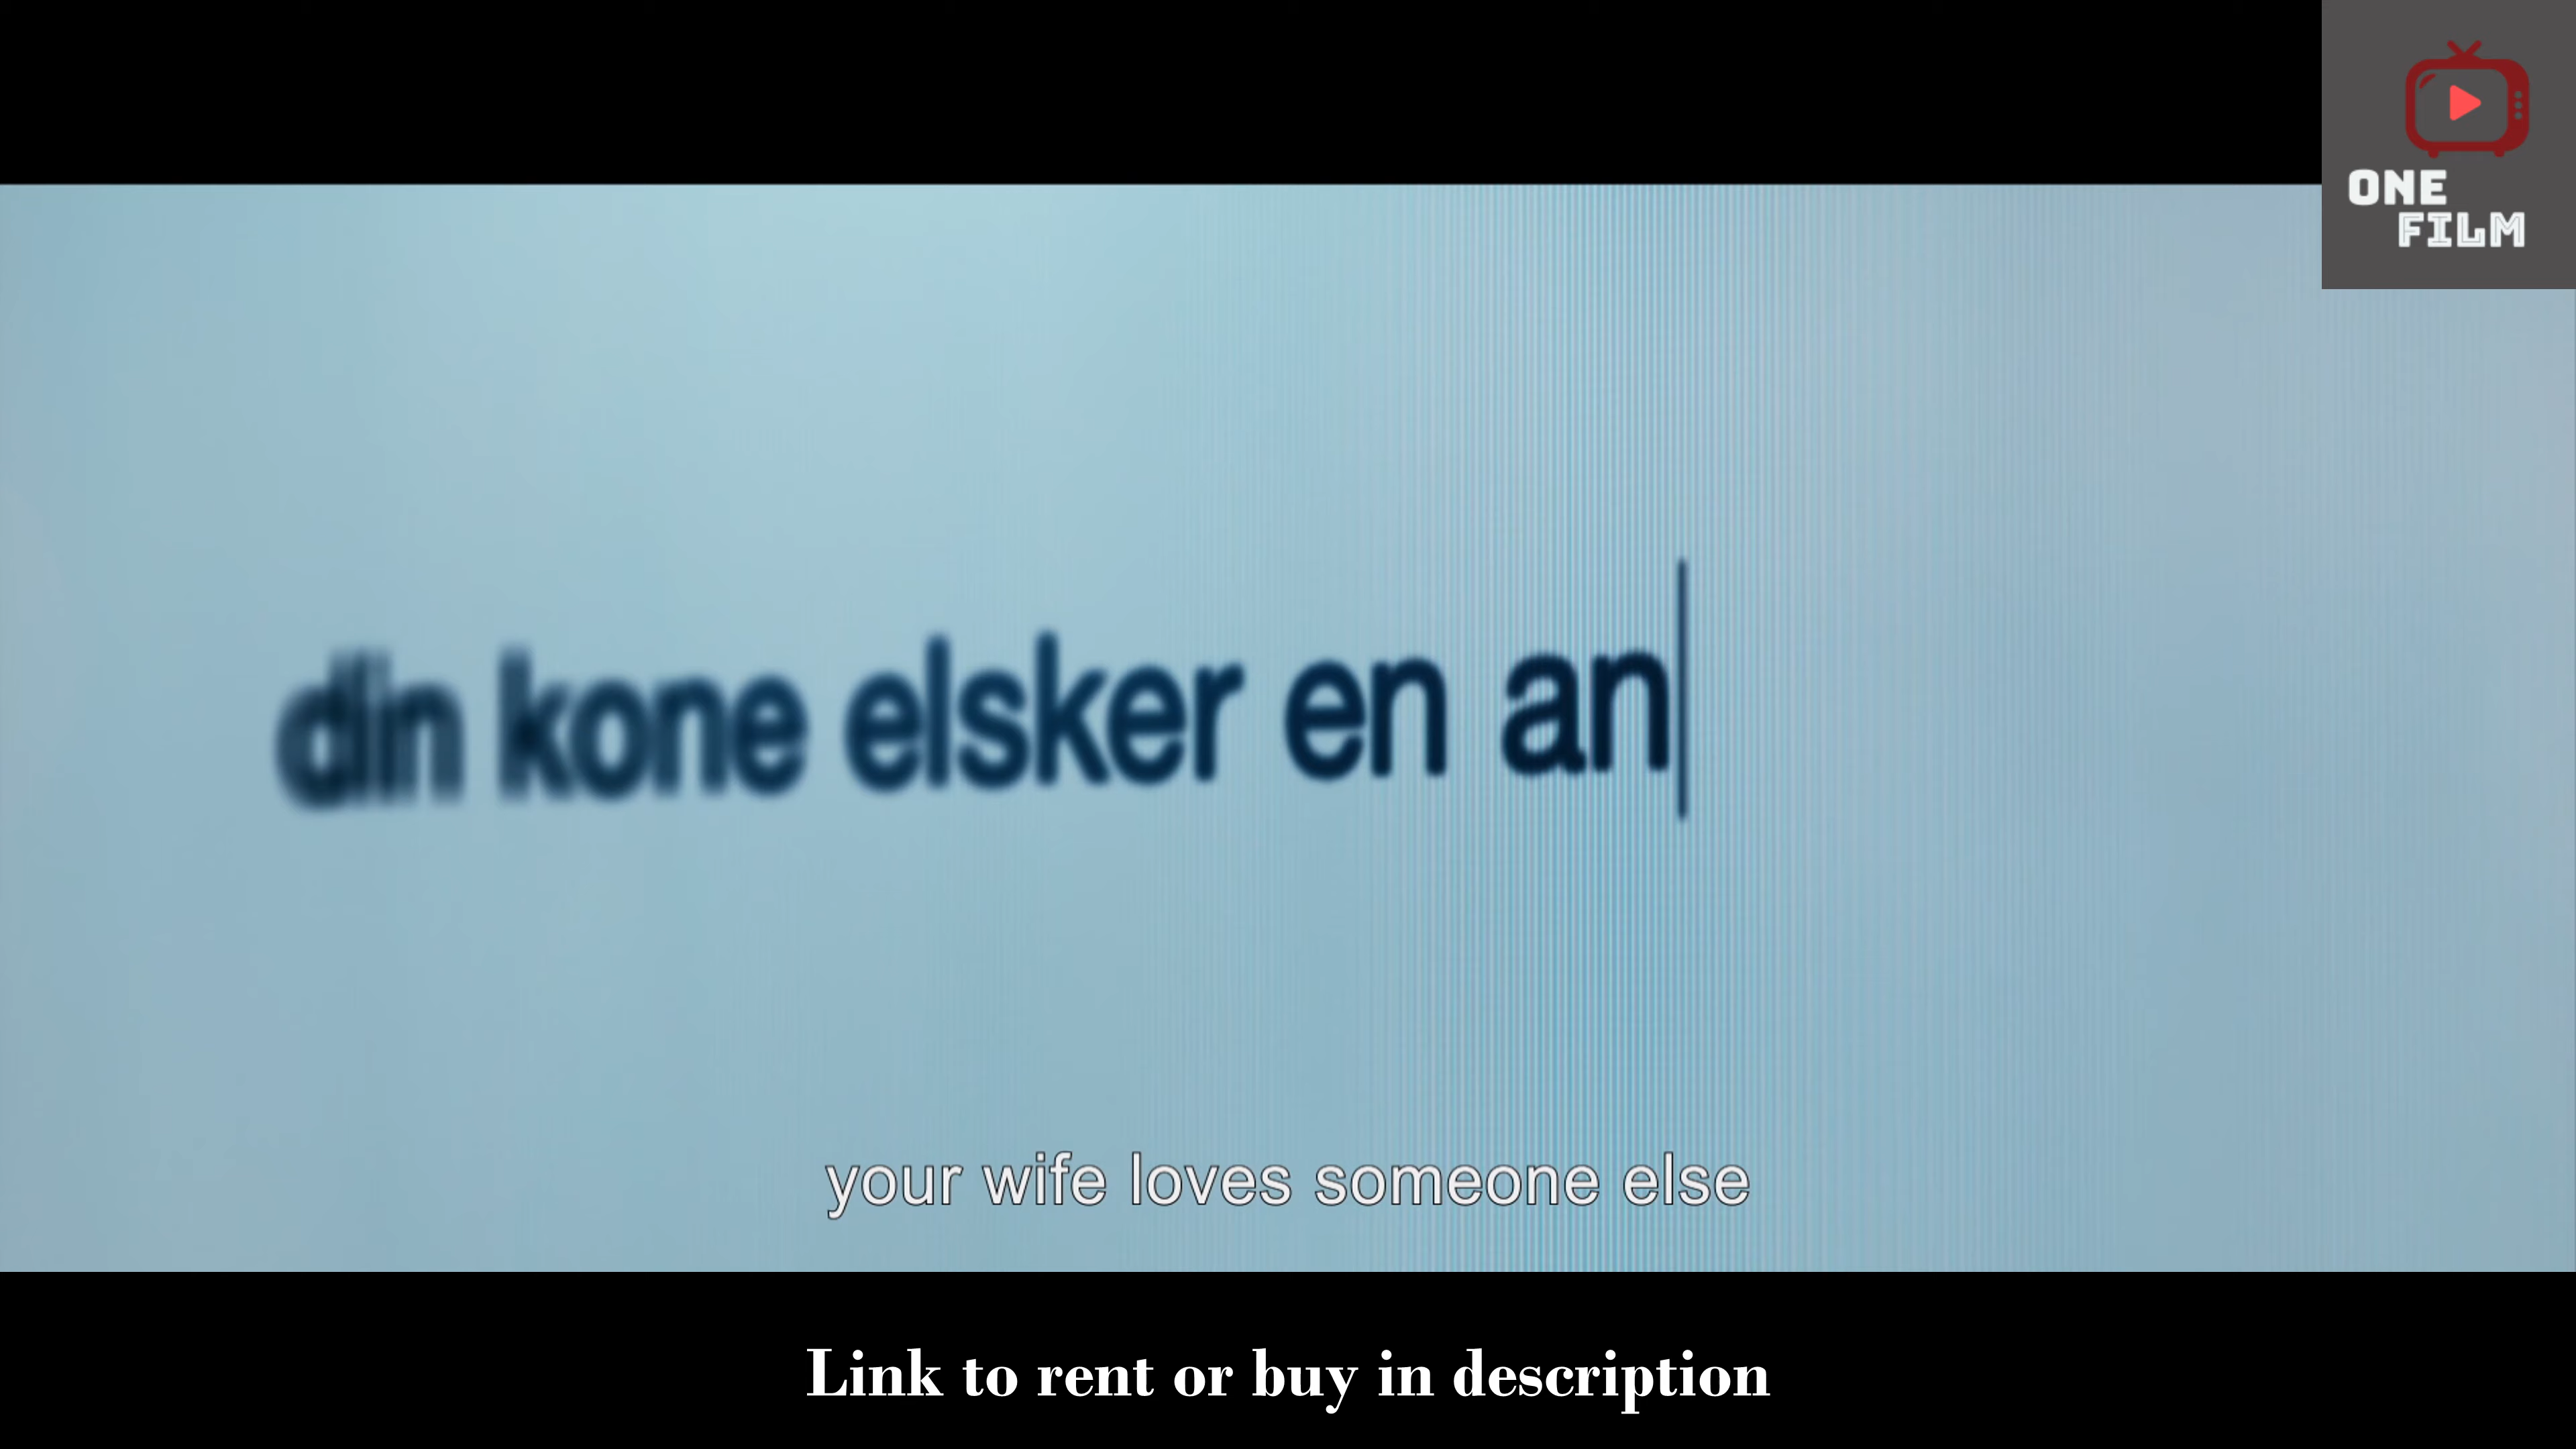 ONE
FILM
din kone elsker en an
your wife loves someone else
Link to rent or buy in description